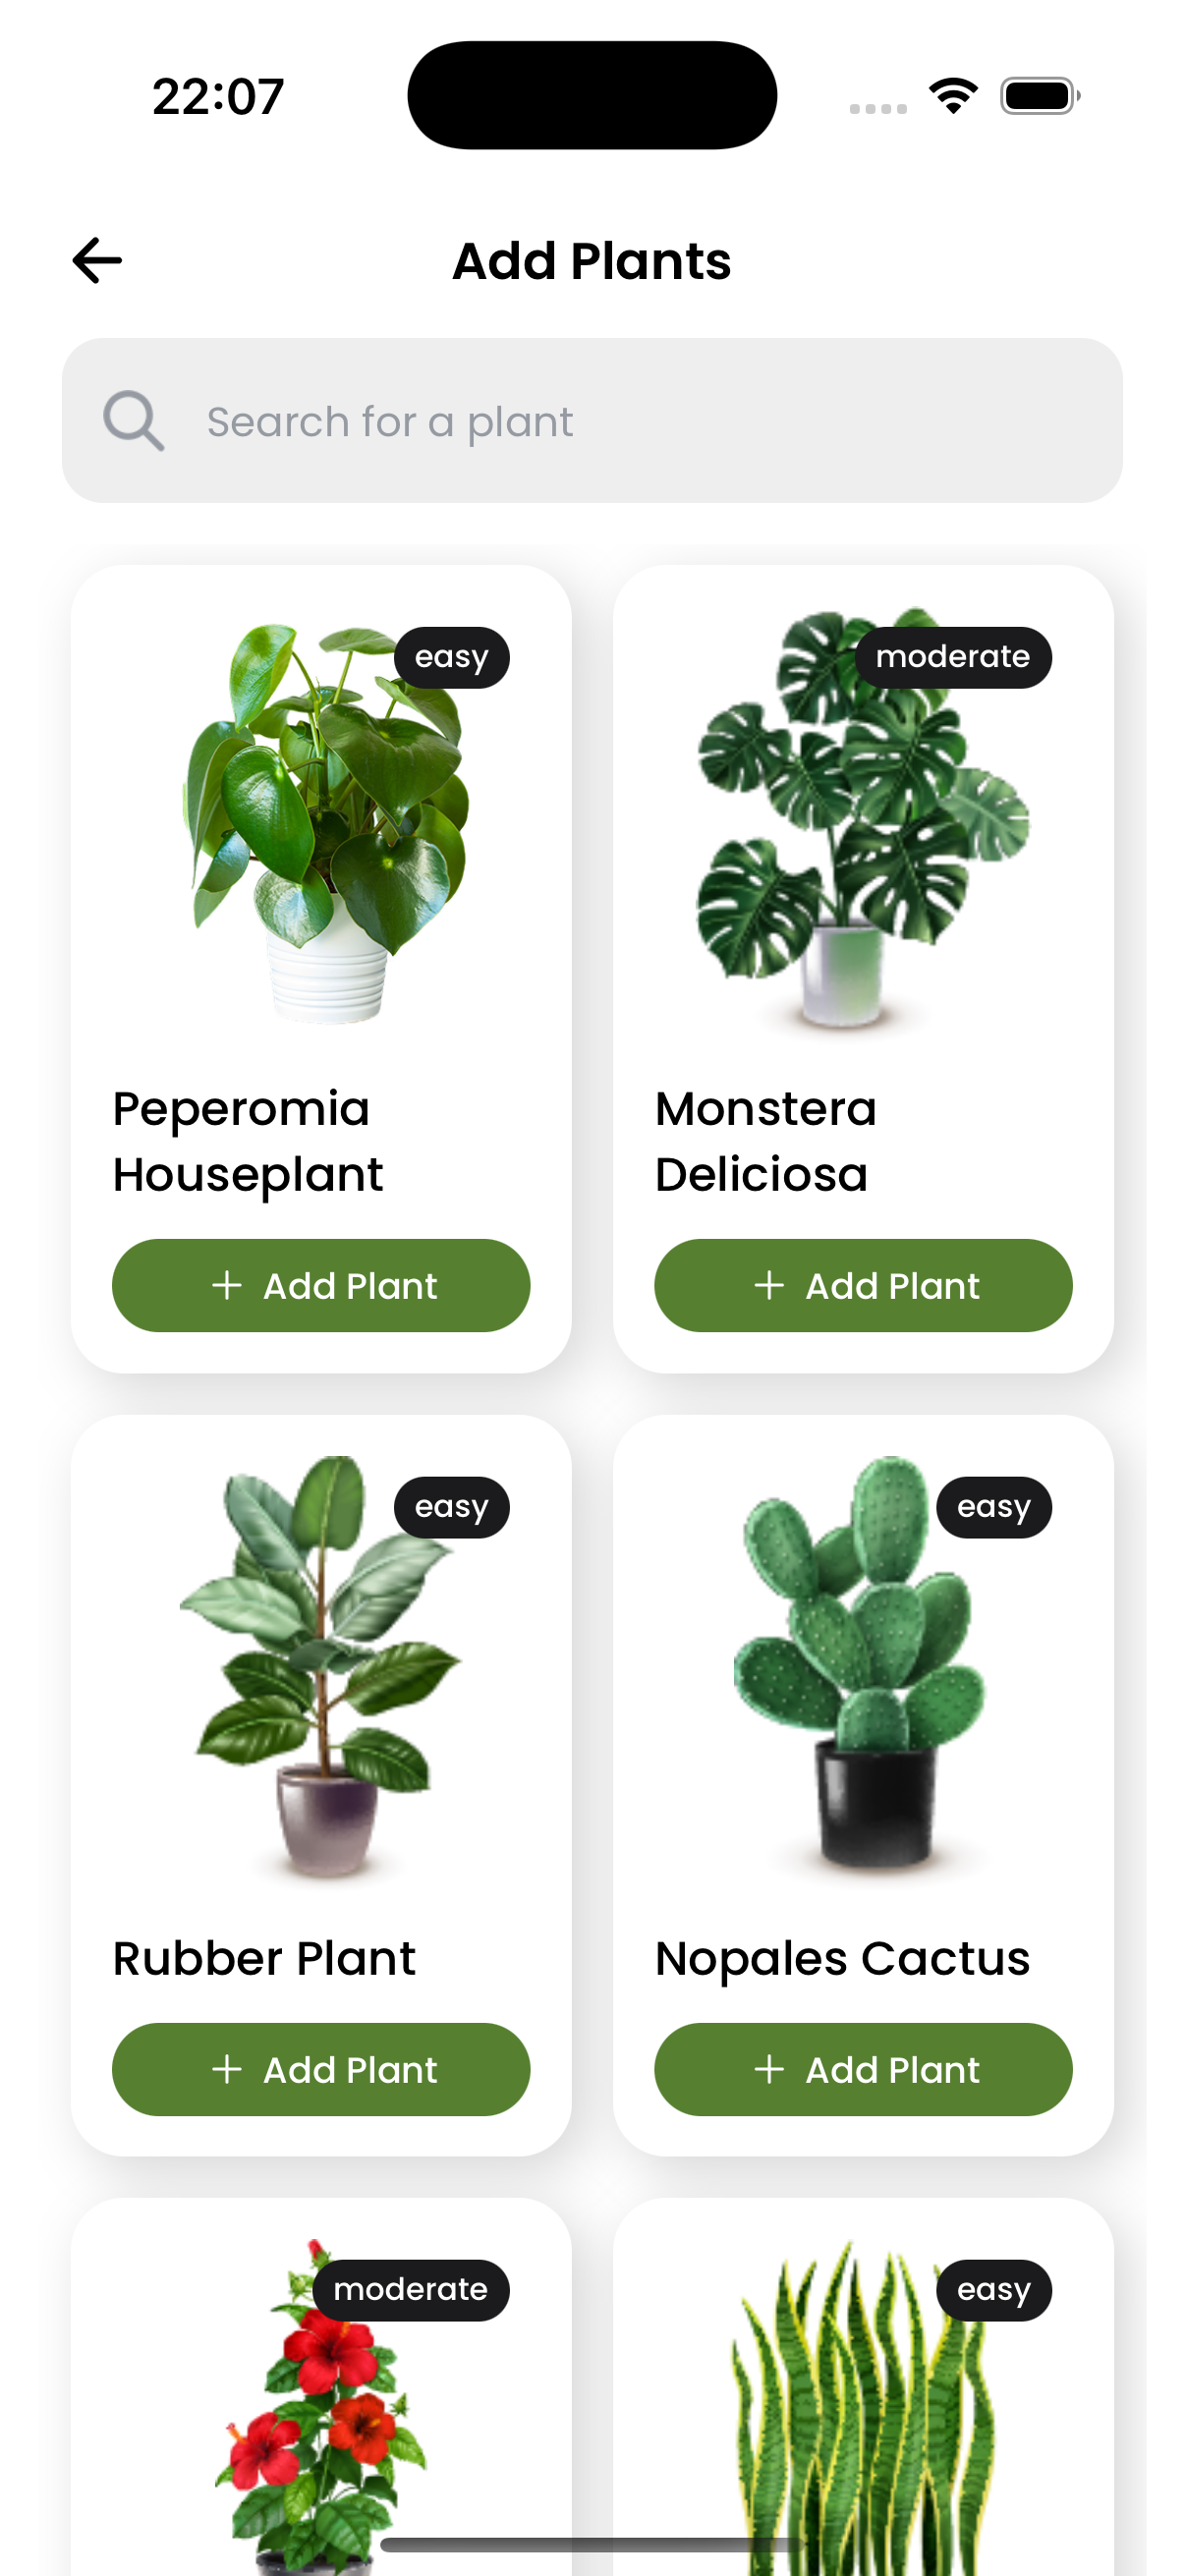 22:07
Add Plants
Search for a plant
easy
moderate
Peperomia
Houseplant
Monstera
Deliciosa
+ Add Plant
+ Add Plant
easy
easy
Rubber Plant
Nopales Cactus
+ Add Plant
+ Add Plant
moderate
easy